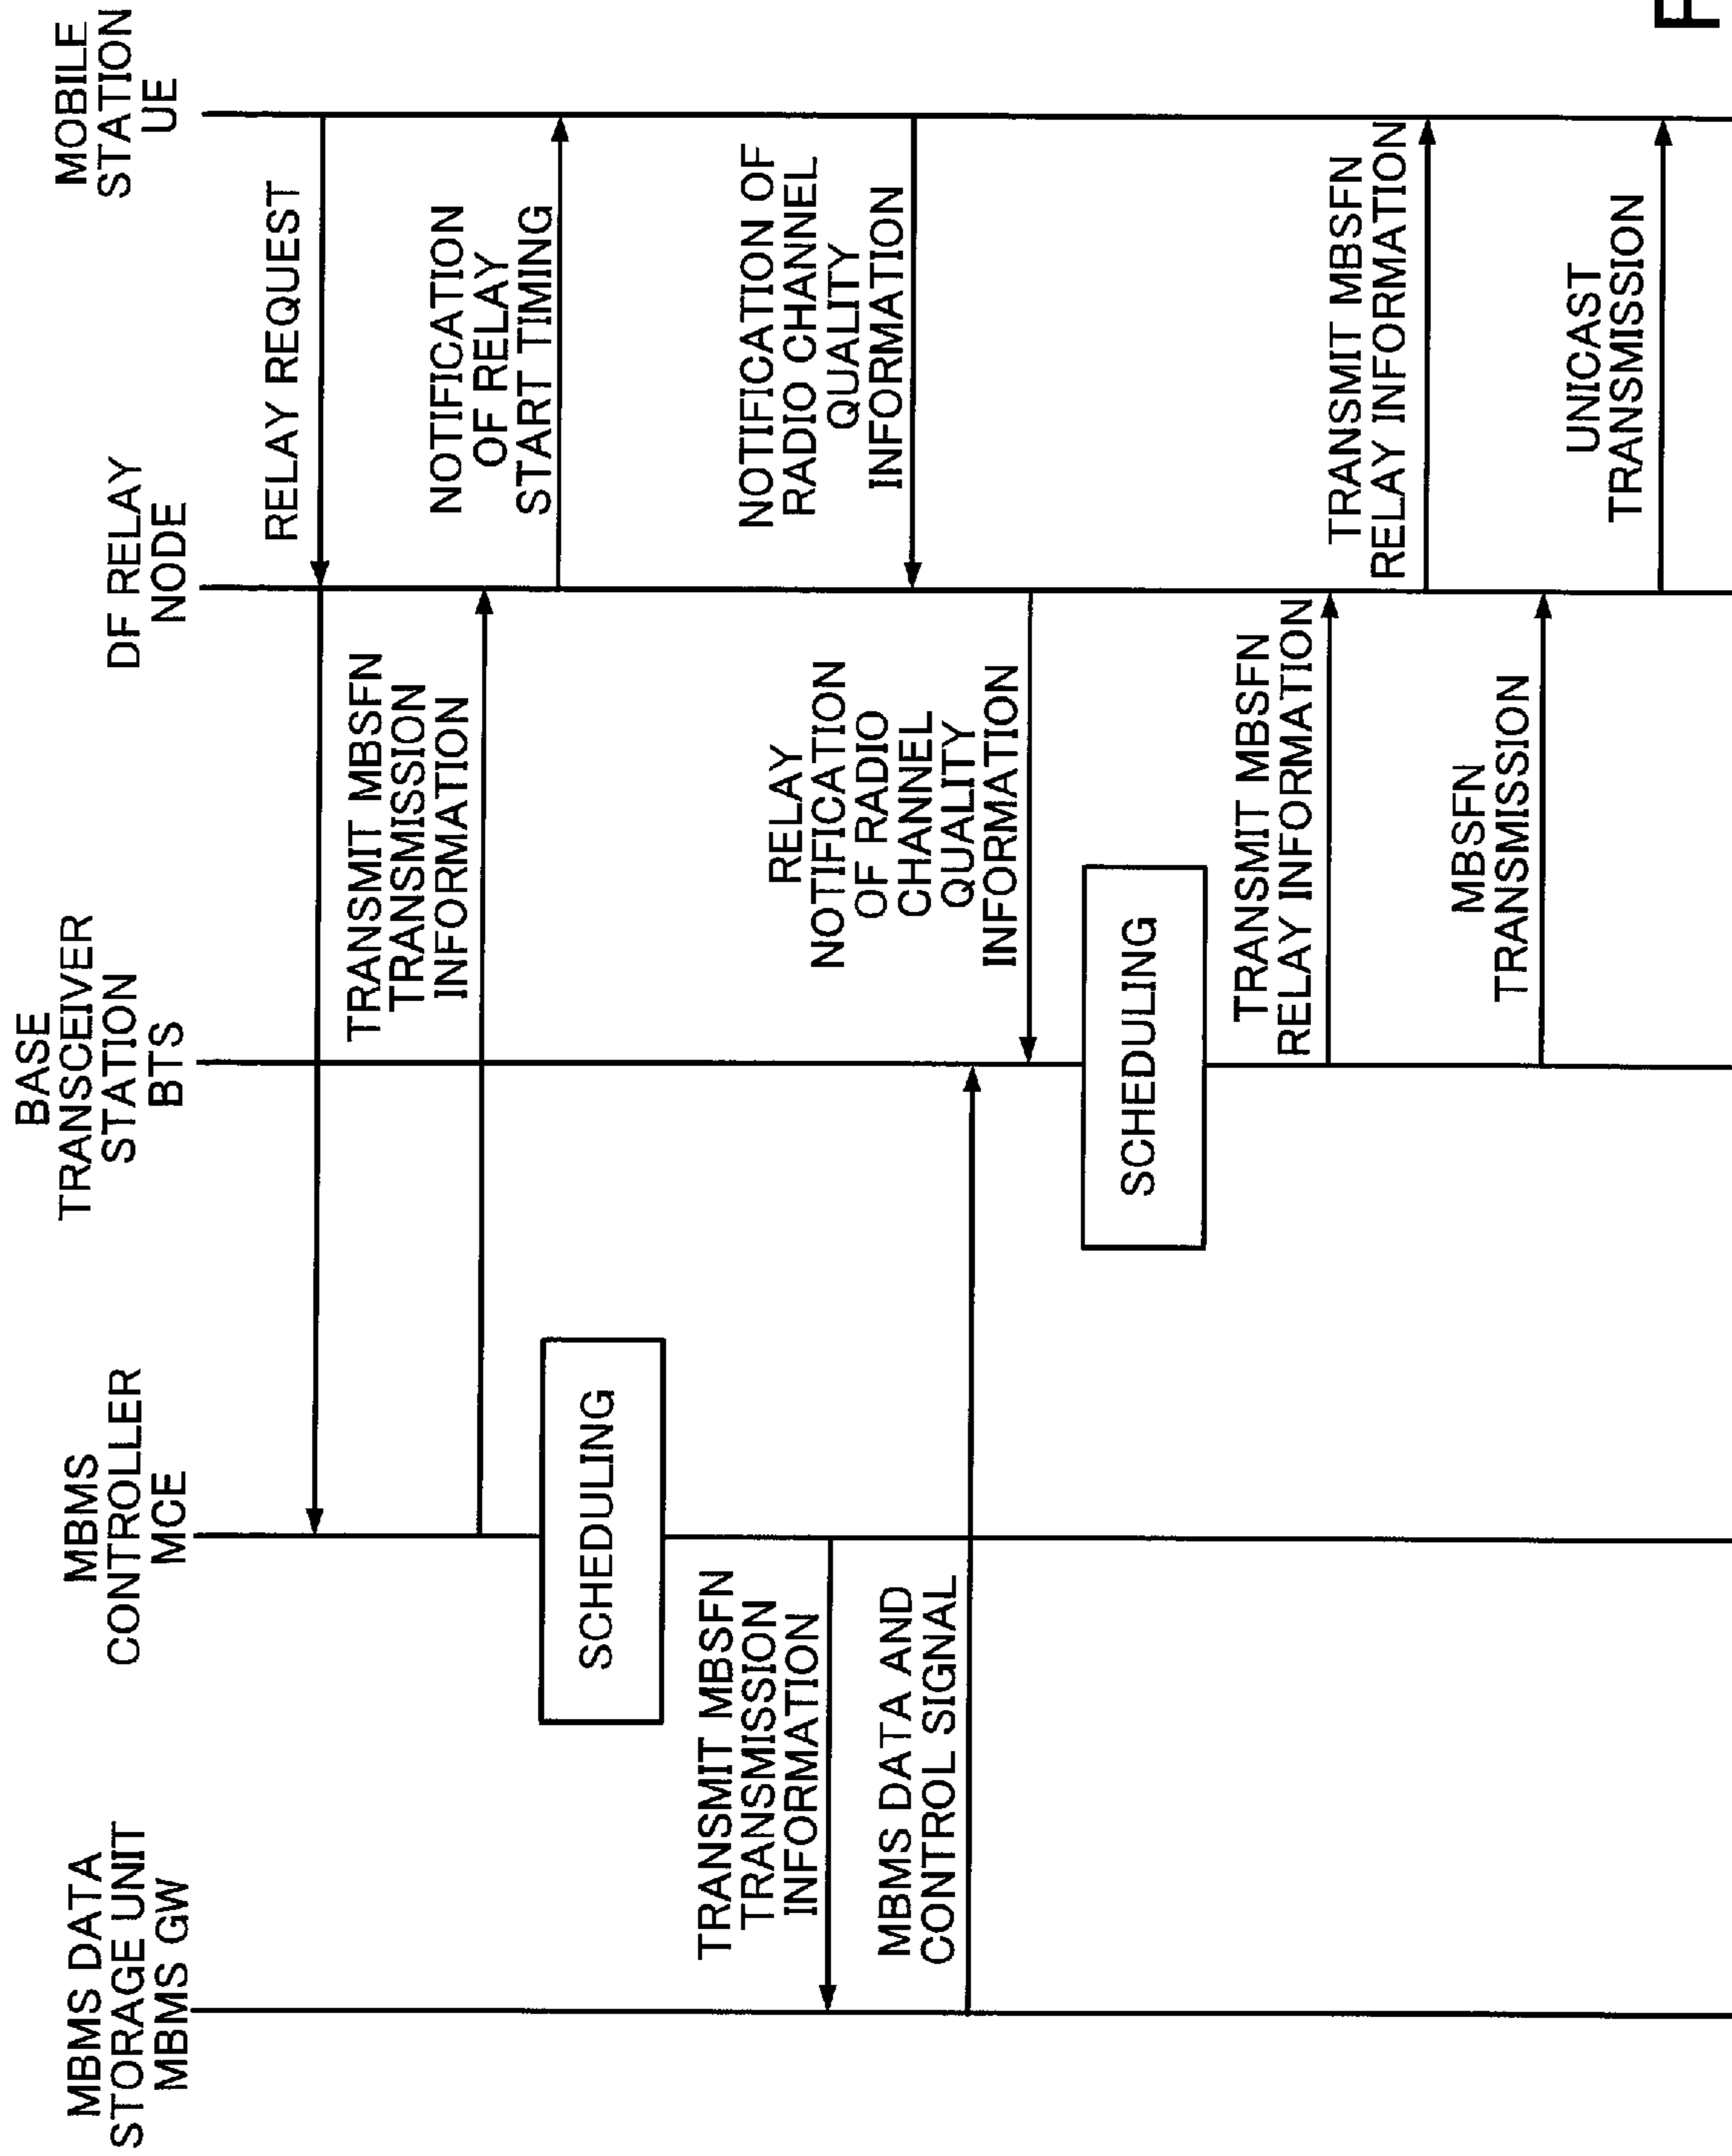 MBMS DATA
STORAGE UNIT
MBMS GW
MBMS
CONTROLLER
MCE
BASE
TRANSCEIVER
STATION
BTS
DF RELAY
NODE
MOBILE
STATION
UE
RELAY REQUEST
TRANSMIT MBSFN
TRANSMISSION
INFORMATION
NOTIFICATION
OF RELAY
START TIMING
SCHEDULING
TRANSMIT MBSFN
TRANSMISSION
INFORMATION
NOTIFICATION OF
RADIO CHANNEL
QUALITY
INFORMATION
MBMS DATA AND
CONTROL SIGNAL
RELAY
NOTIFICATION
OF RADIO
CHANNEL
QUALITY
INFORMATION
SCHEDULING
TRANSMIT MBSFN
RELAY INFORMATION
TRANSMIT MBSFN
RELAY INFORMATION
MBSFN
TRANSMISSION
UNICAST
TRANSMISSION